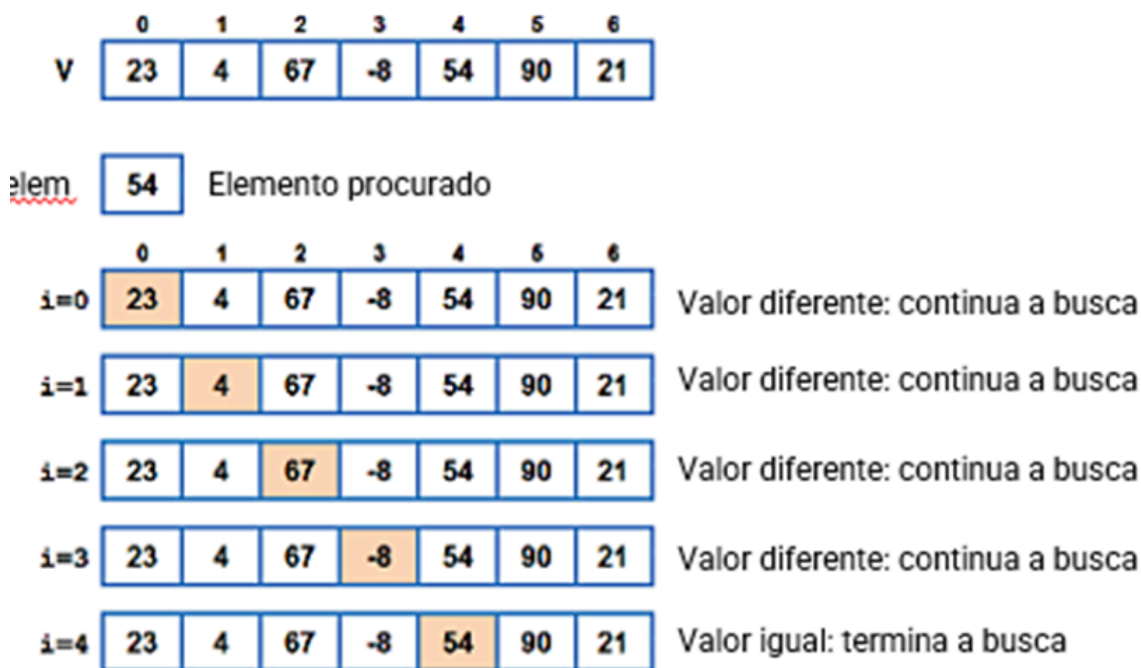 0 1 2 3 4 5 6
V 23 4 67 -8 54 90 21
elem 54 Elemento procurado
0 1 2 3 4 5 6
i=0 23 4 67 -8 54 90 21 Valor diferente: continua a busca
i=1 23 4 67 -8 54 90 21 Valor diferente: continua a busca
i=2 23 4 67 -8 54 90 21 Valor diferente: continua a busca
i=3 23 4 67 -8 54 90 21 Valor diferente: continua a busca
i=4 23 4 67 -8 54 90 21 Valor igual: termina a busca